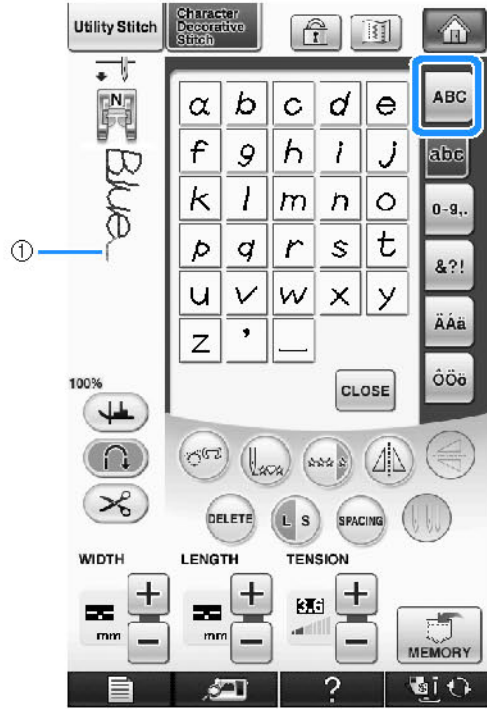 Utility Stitch
Character
Decorative
Stitch
N
Blue
①
a b c d e
f g h i j
k l m n o
p q r s t
u v w x y
z ' _
ABC
abc
0-9,.
&?!
ÄÁä
ÔÖö
CLOSE
100%
DELETE
L S
SPACING
WIDTH
LENGTH
TENSION
3.6
+ + +
mm
mm
− − −
MEMORY
?